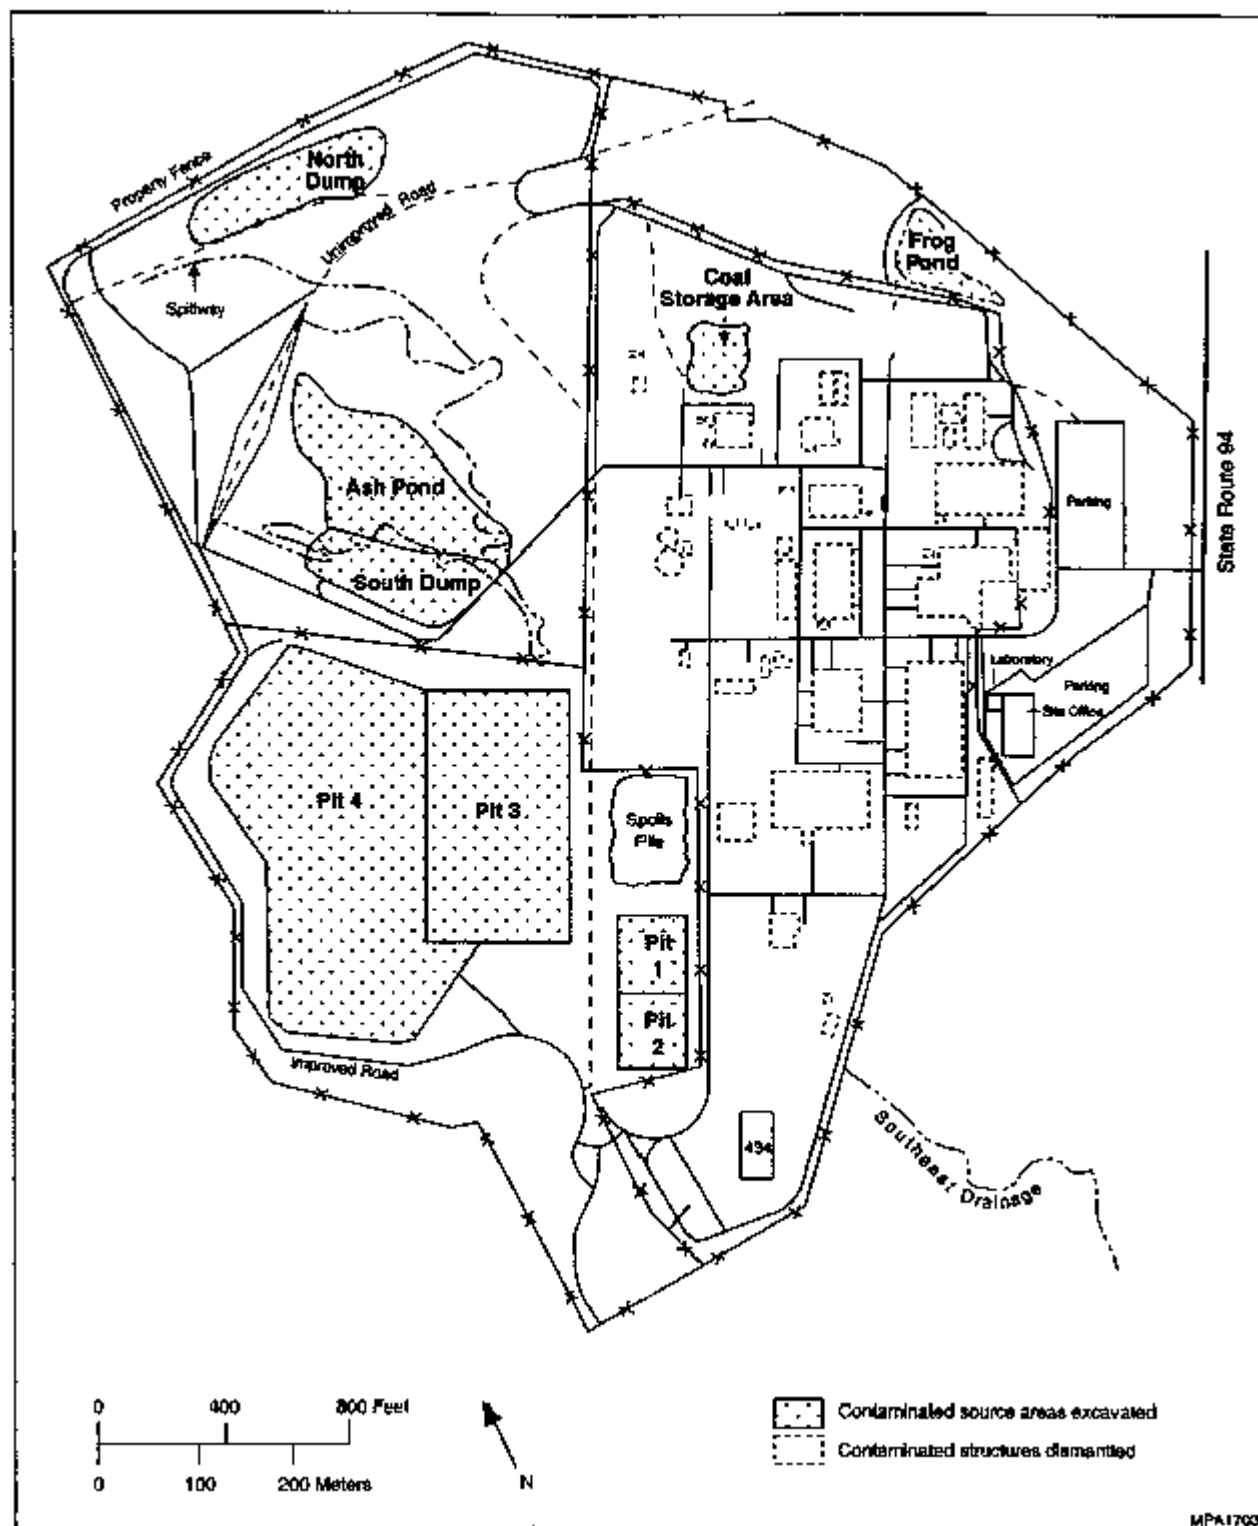 Property Fence
North
Dump
Unimproved Road
Spillway
Frog
Pond
Coal
Storage Area
State Route 94
Ash Pond
Parking
South Dump
Laboratory
Parking
Site Office
Pit 4
Pit 3
Spoils
Pile
Pit
1
Pit
2
Improved Road
434
Southeast Drainage
0 400 800 Feet
0 100 200 Meters
N
Contaminated source areas excavated
Contaminated structures dismantled